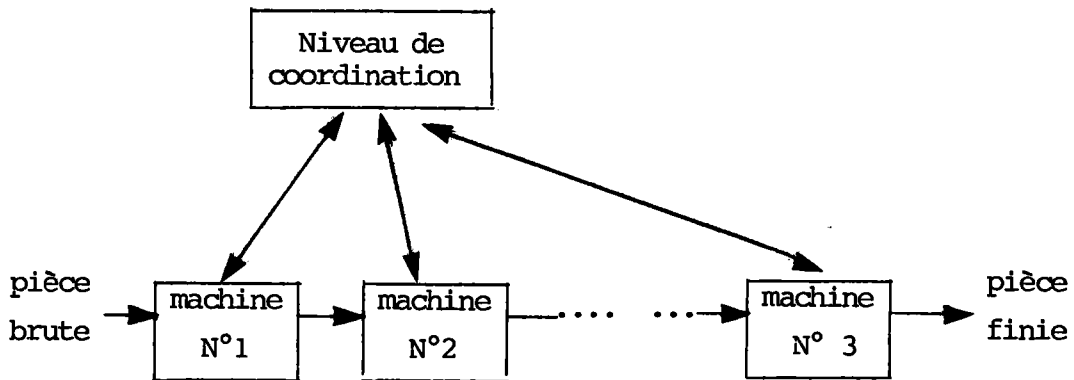 Niveau de
coordination
pièce
brute
machine
N°1
machine
N°2
.... ...
machine
N° 3
pièce
finie